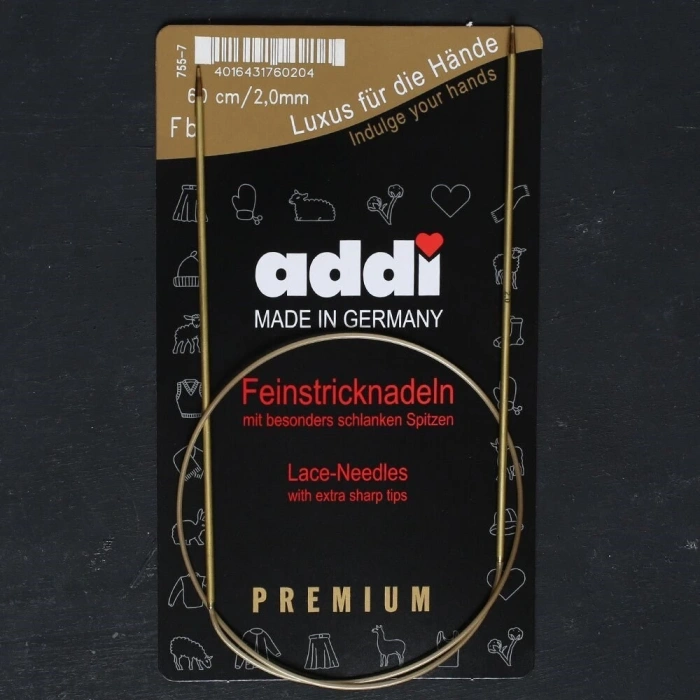 755-7
4016431760204
60 cm/2,0mm
Luxus für die Hände
Indulge your hands
addi
MADE IN GERMANY
Feinstricknadeln
mit besonders schlanken Spitzen
Lace-Needles
with extra sharp tips
PREMIUM